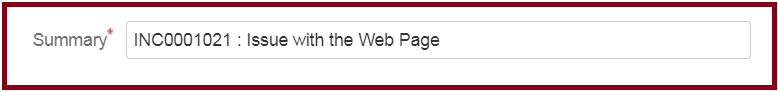 Summary* INC0001021 : Issue with the Web Page